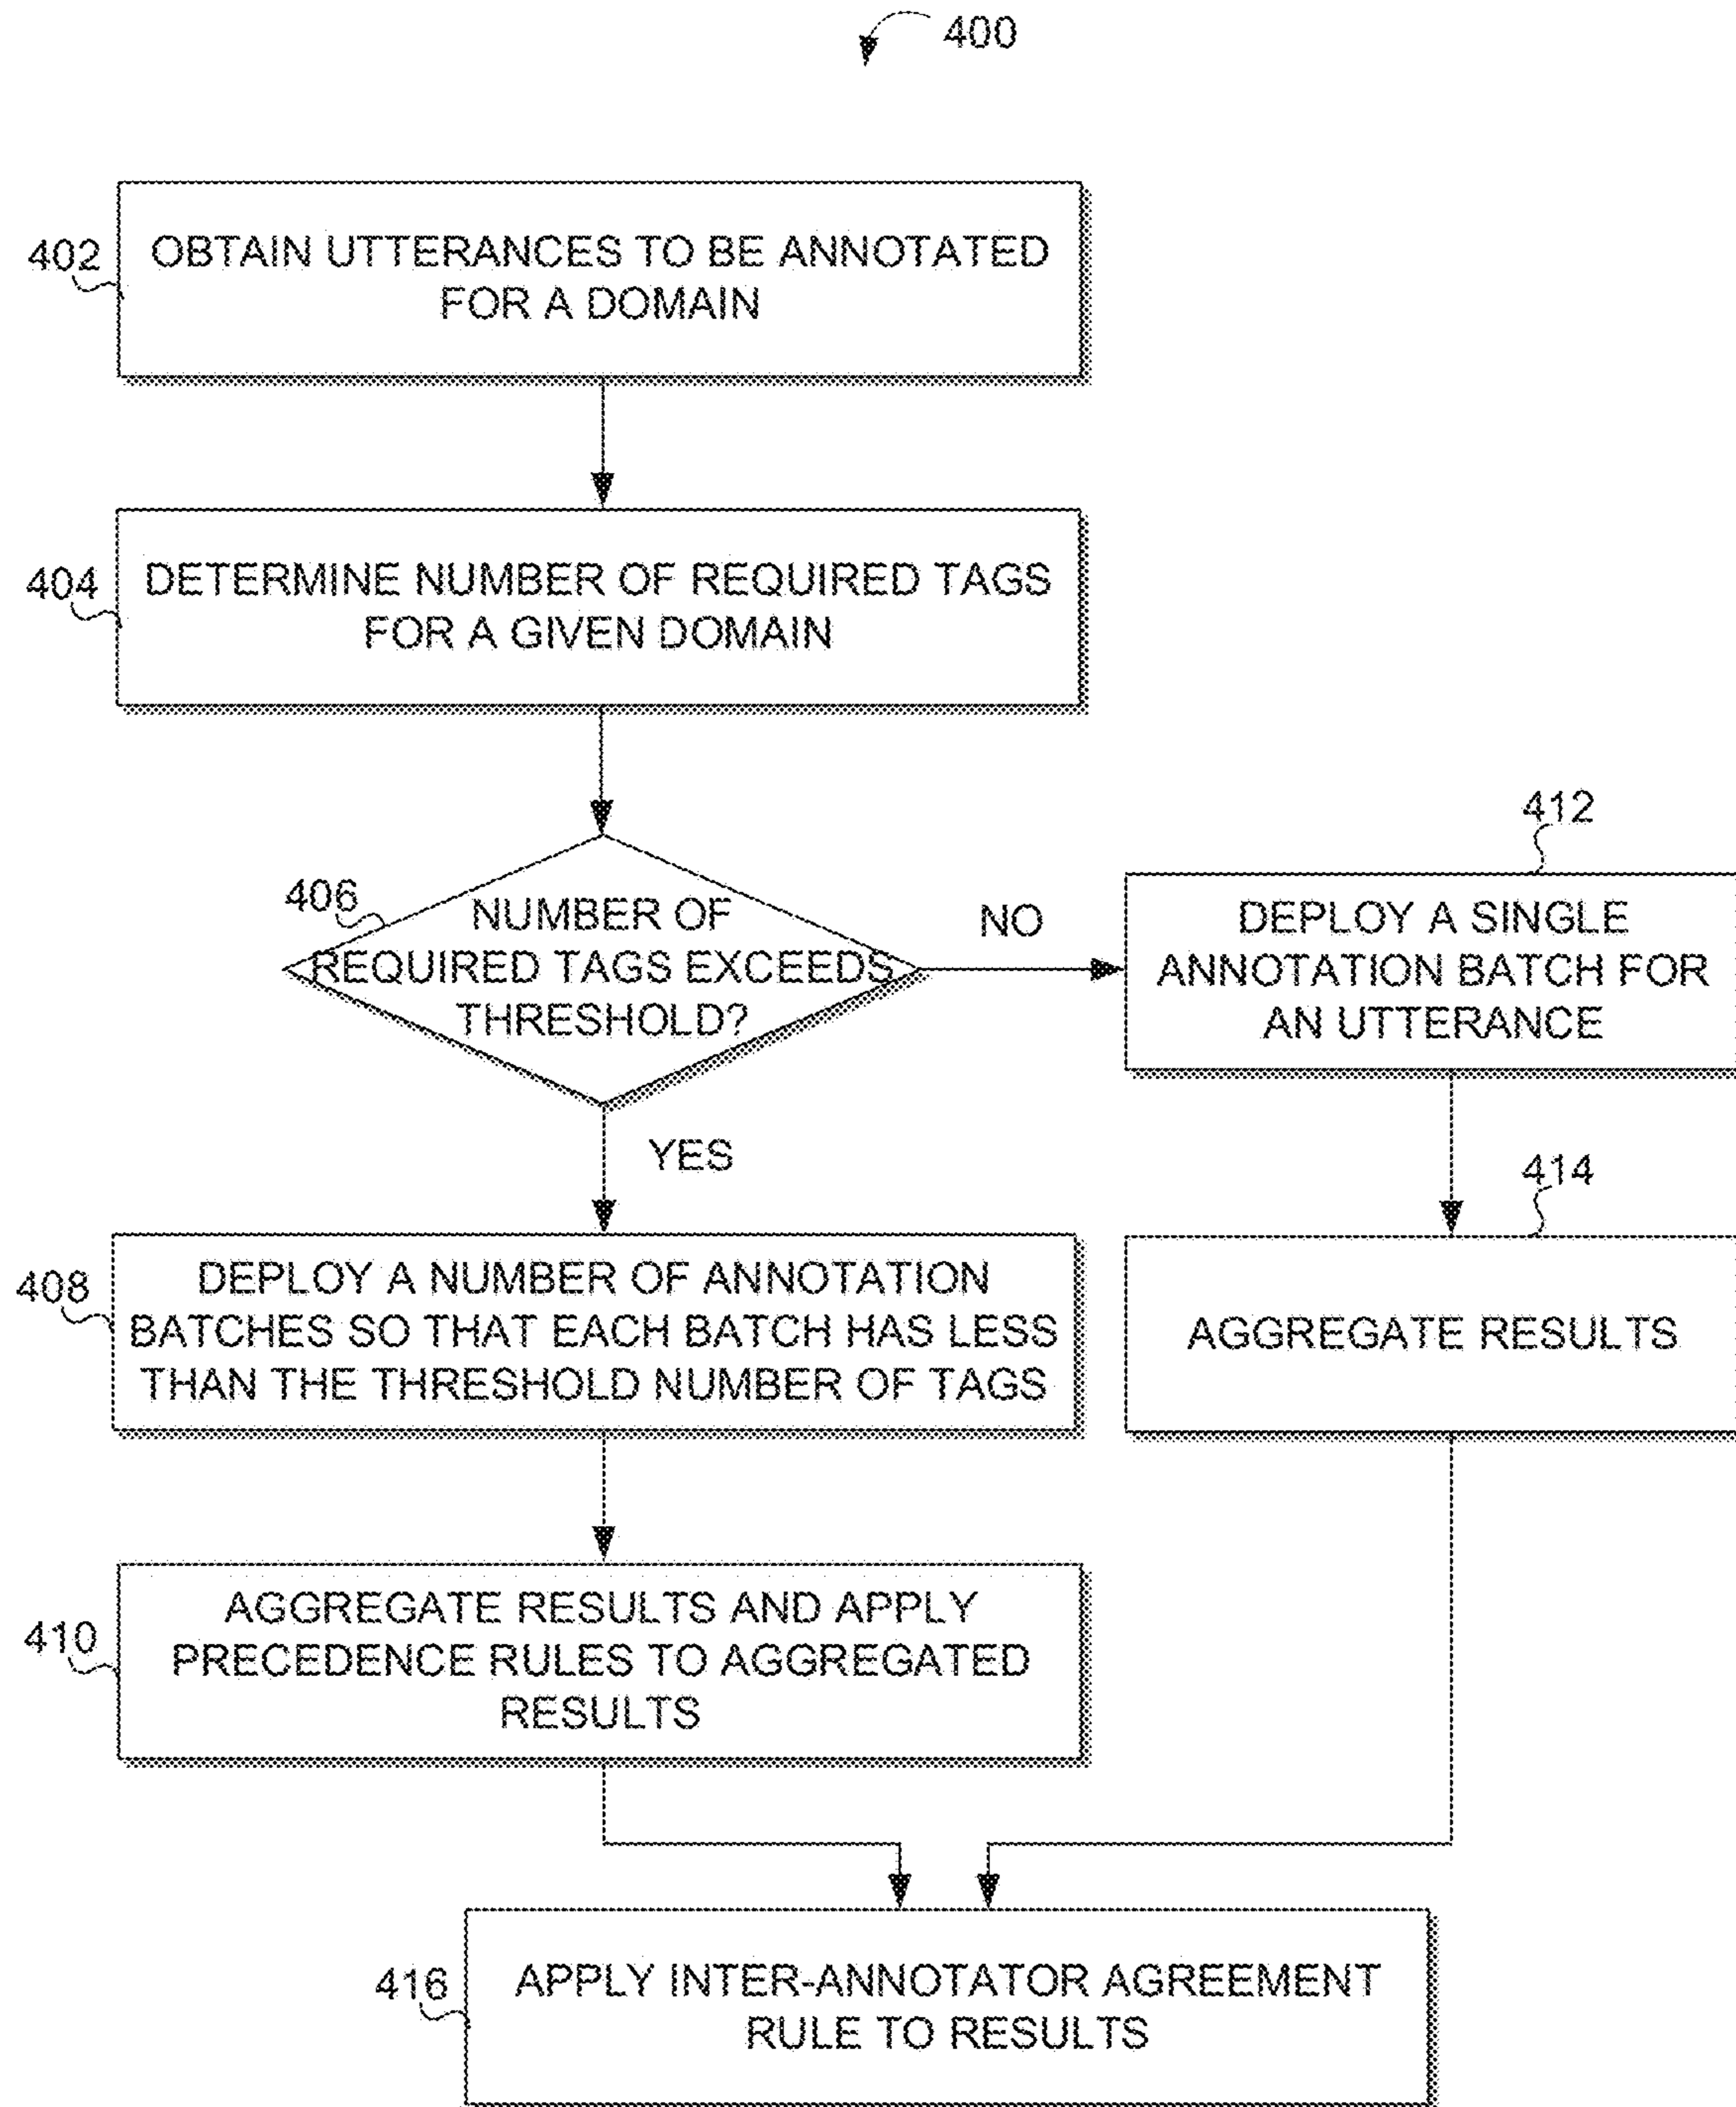 400
402
OBTAIN UTTERANCES TO BE ANNOTATED
FOR A DOMAIN
404
DETERMINE NUMBER OF REQUIRED TAGS
FOR A GIVEN DOMAIN
406
NUMBER OF
REQUIRED TAGS EXCEEDS
THRESHOLD?
NO
412
DEPLOY A SINGLE
ANNOTATION BATCH FOR
AN UTTERANCE
YES
414
AGGREGATE RESULTS
408
DEPLOY A NUMBER OF ANNOTATION
BATCHES SO THAT EACH BATCH HAS LESS
THAN THE THRESHOLD NUMBER OF TAGS
410
AGGREGATE RESULTS AND APPLY
PRECEDENCE RULES TO AGGREGATED
RESULTS
416
APPLY INTER-ANNOTATOR AGREEMENT
RULE TO RESULTS